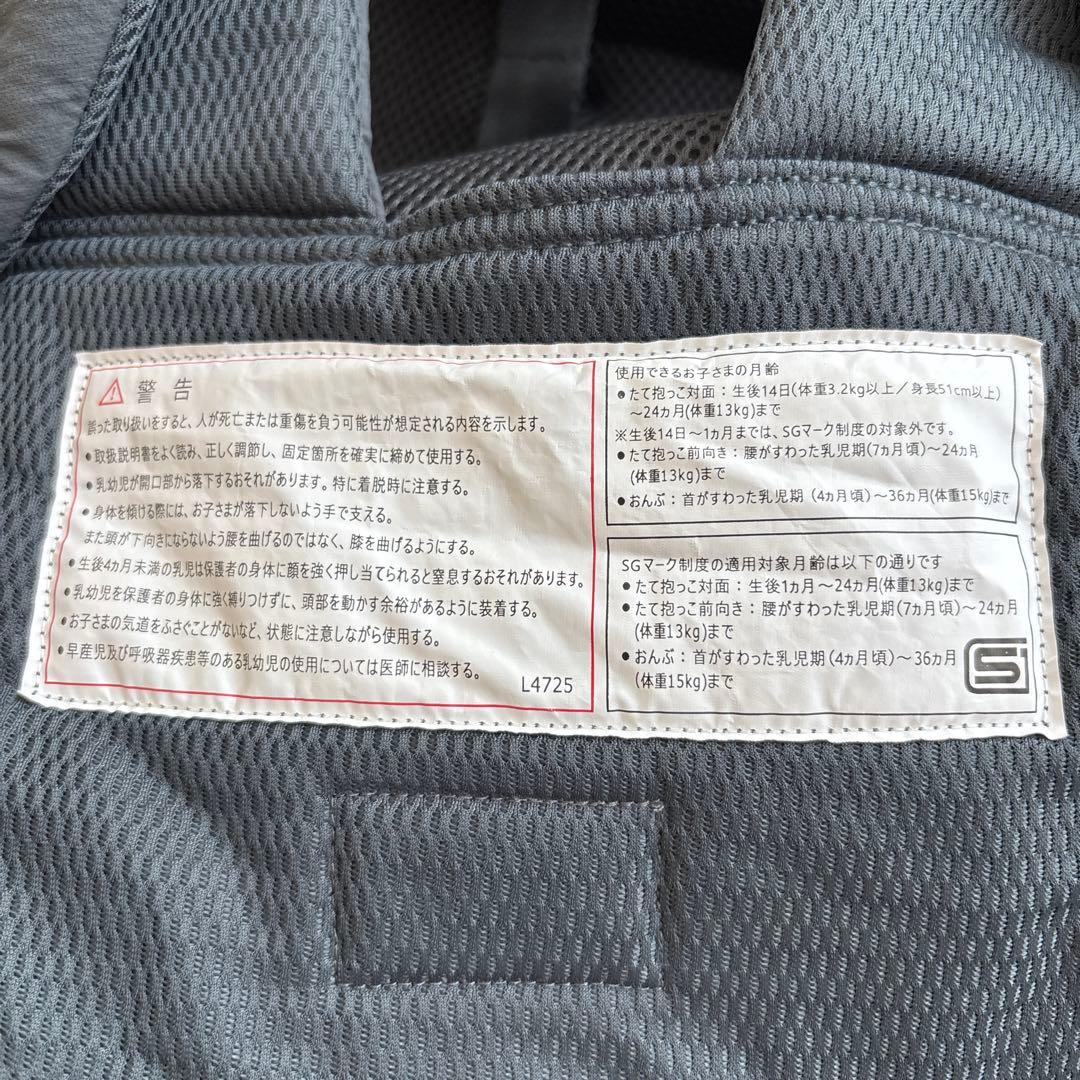 警告
誤った取り扱いをすると、人が死亡または重傷を負う可能性が想定される内容を示します。
●取扱説明書をよく読み、正しく調節し、固定箇所を確実に締めて使用する。
●乳幼児が開口部から落下するおそれがあります。特に着脱時に注意する。
●身体を傾ける際には、お子さまが落下しないよう手で支える。
また頭が下向きにならないよう腰を曲げるのではなく、膝を曲げるようにする。
●生後4カ月未満の乳児は保護者の身体に顔を強く押し当てられると窒息するおそれがあります。
●乳幼児を保護者の身体に強く縛りつけずに、頭部を動かす余裕があるように装着する。
●お子さまの気道をふさぐことがないなど、状態に注意しながら使用する。
●早産児及び呼吸器疾患等のある乳幼児の使用については医師に相談する。
L4725
使用できるお子さまの月齢
●たて抱っこ対面：生後14日(体重3.2kg以上／身長51cm以上)
～24カ月(体重13kg)まで
※生後14日～1カ月までは、SGマーク制度の対象外です。
●たて抱っこ前向き：腰がすわった乳児期(7カ月頃)～24カ月
(体重13kg)まで
●おんぶ：首がすわった乳児期（4カ月頃）～36カ月(体重15kg)まで
SGマーク制度の適用対象月齢は以下の通りです
●たて抱っこ対面：生後1カ月～24カ月(体重13kg)まで
●たて抱っこ前向き：腰がすわった乳児期(7カ月頃)～24カ月
(体重13kg)まで
●おんぶ：首がすわった乳児期（4カ月頃）～36カ月
(体重15kg)まで